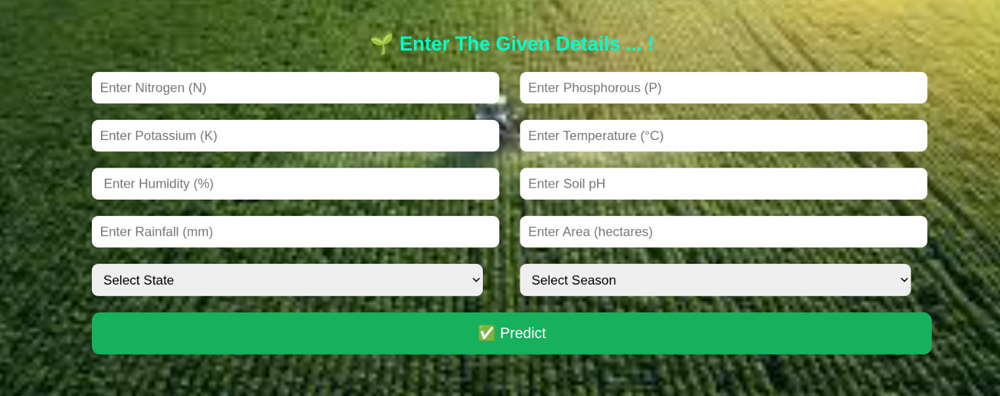 🌱 Enter The Given Details ... !
Enter Nitrogen (N)
Enter Phosphorous (P)
Enter Potassium (K)
Enter Temperature (°C)
Enter Humidity (%)
Enter Soil pH
Enter Rainfall (mm)
Enter Area (hectares)
Select State
Select Season
✅ Predict